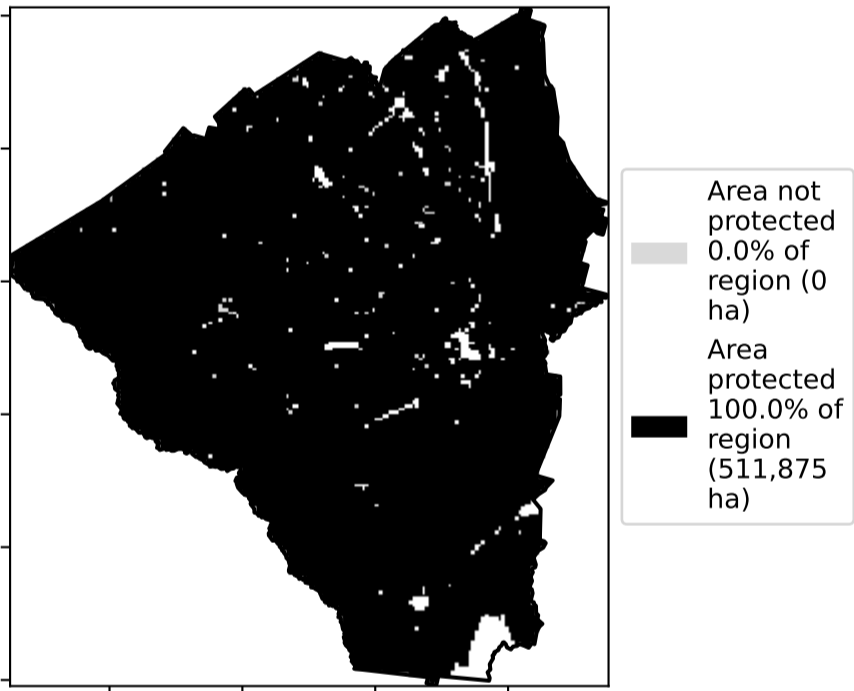 Area not
protected
0.0% of
region (0
ha)
Area
protected
100.0% of
region
(511,875
ha)